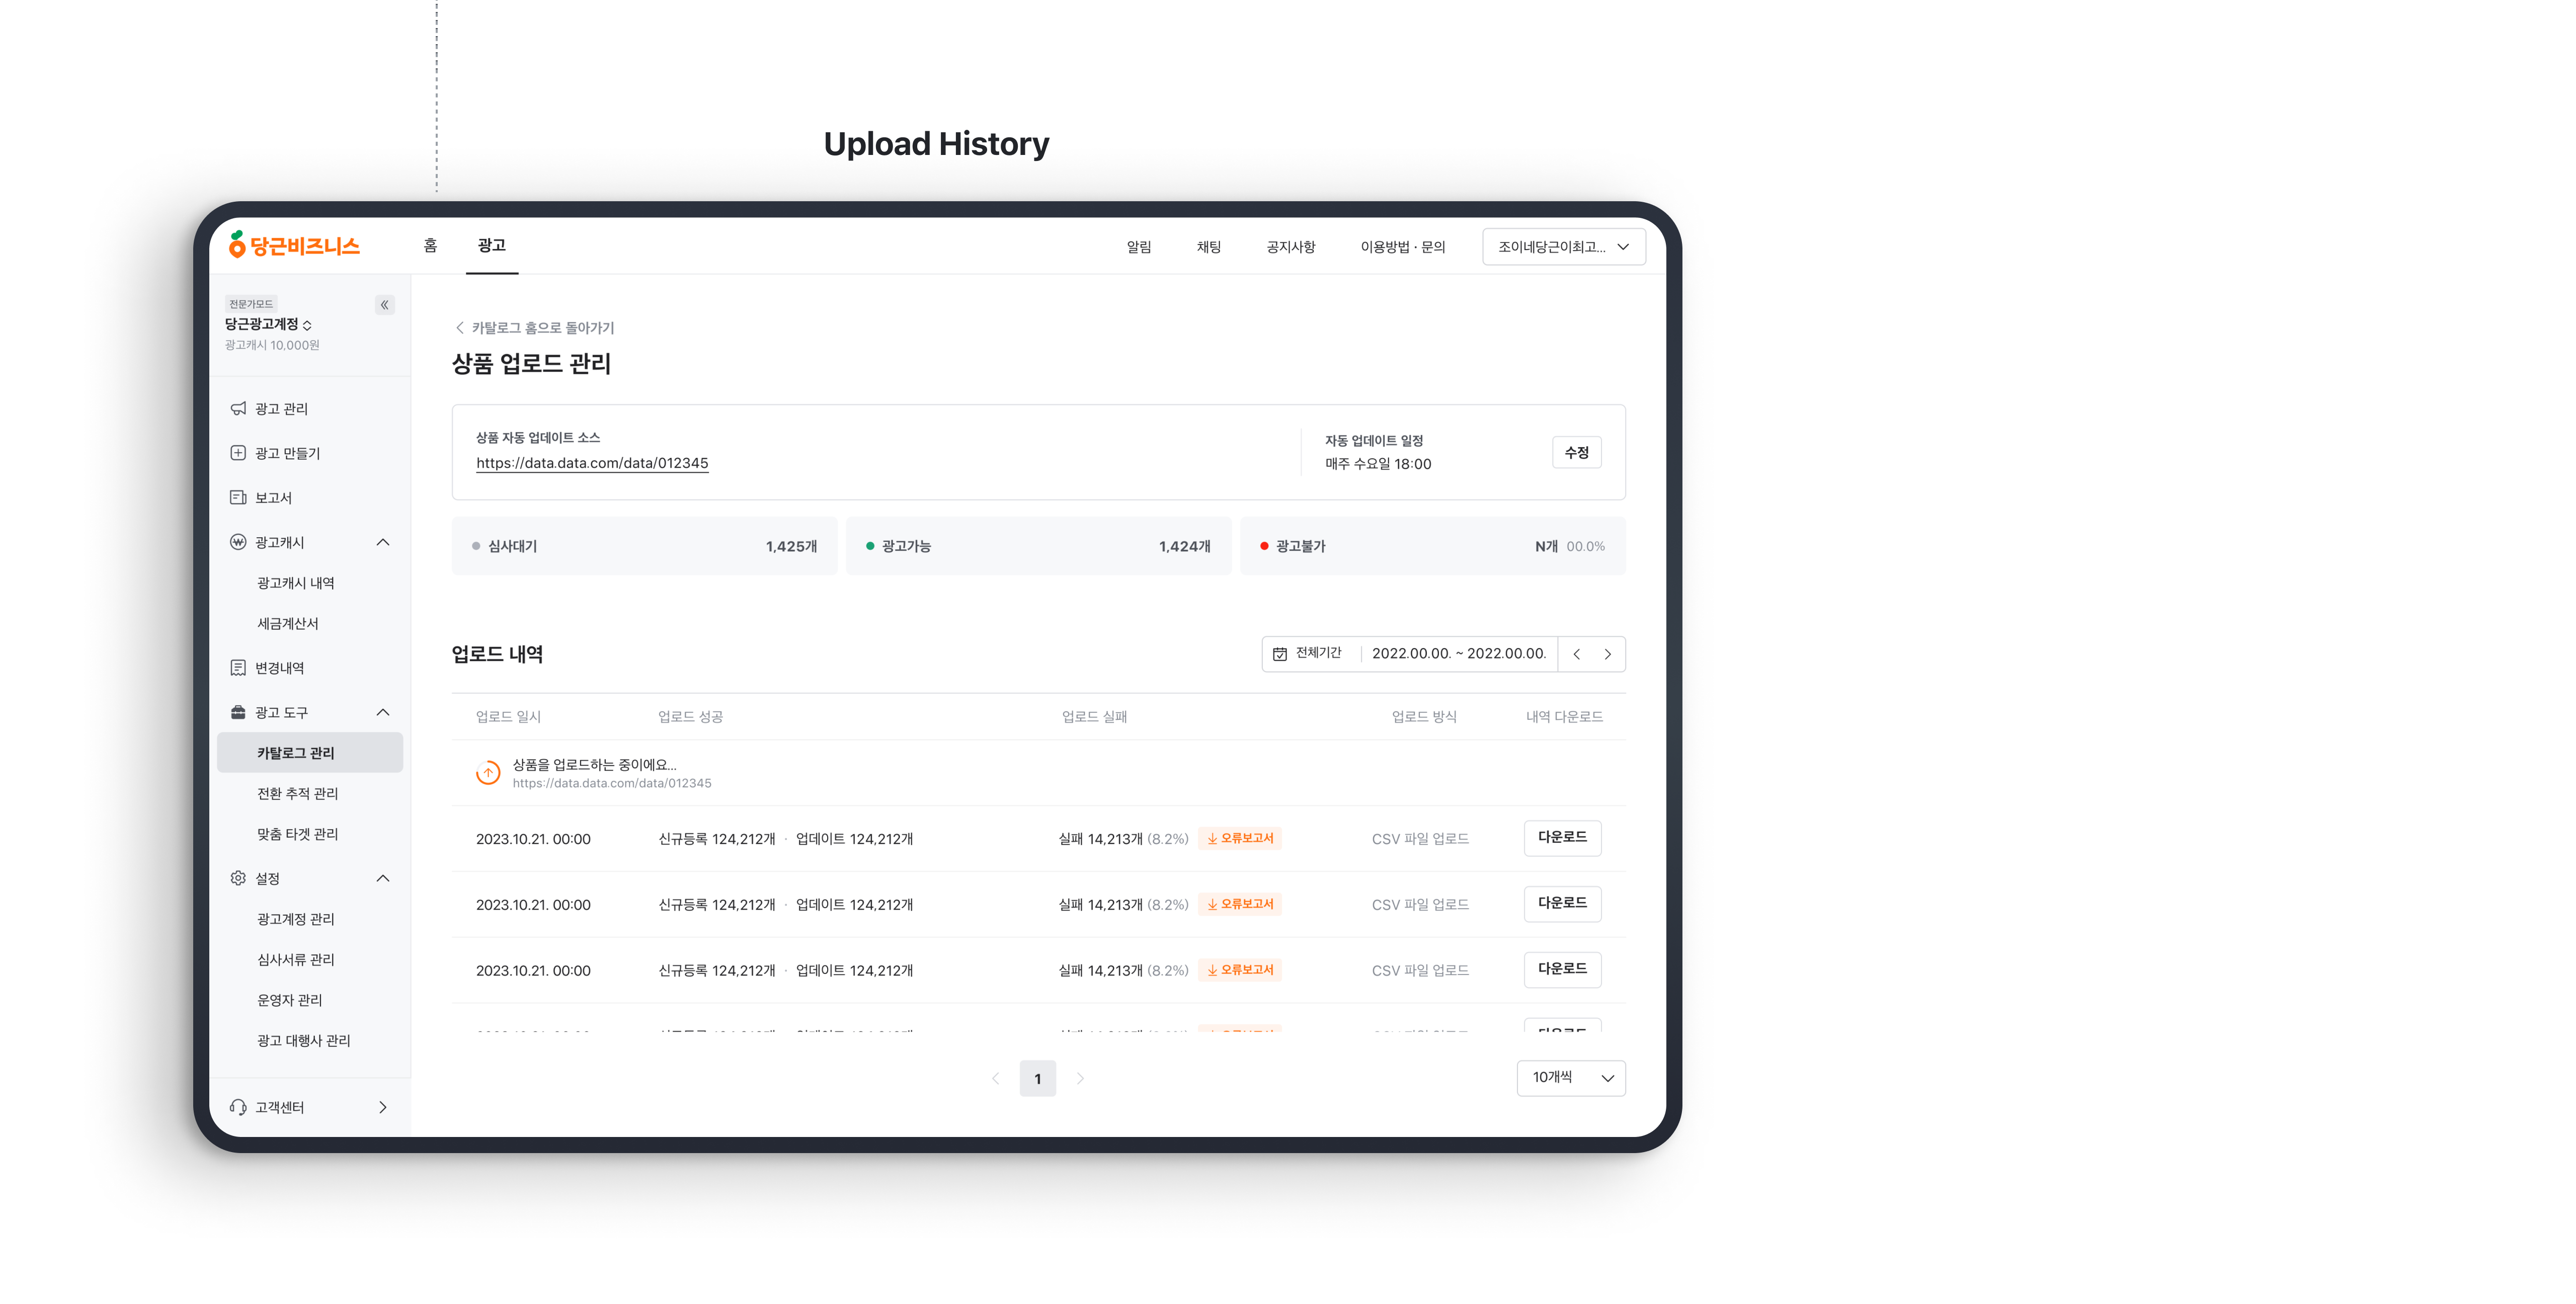 Upload History
당근비즈니스 홈 광고 알림 채팅 공지사항 이용방법 · 문의 조이네당근이최고...
전문가모드
당근광고계정
광고캐시 10,000원
광고 관리
광고 만들기
보고서
광고캐시
광고캐시 내역
세금계산서
변경내역
광고 도구
카탈로그 관리
전환 추적 관리
맞춤 타겟 관리
설정
광고계정 관리
심사서류 관리
운영자 관리
광고 대행사 관리
고객센터
카탈로그 홈으로 돌아가기
상품 업로드 관리
상품 자동 업데이트 소스
https://data.data.com/data/012345
자동 업데이트 일정
매주 수요일 18:00
수정
심사대기 1,425개
광고가능 1,424개
광고불가 N개 00.0%
업로드 내역
전체기간 2022.00.00. ~ 2022.00.00.
업로드 일시 업로드 성공 업로드 실패 업로드 방식 내역 다운로드
상품을 업로드하는 중이에요...
https://data.data.com/data/012345
2023.10.21. 00:00 신규등록 124,212개 · 업데이트 124,212개 실패 14,213개 (8.2%) 오류보고서 CSV 파일 업로드 다운로드
2023.10.21. 00:00 신규등록 124,212개 · 업데이트 124,212개 실패 14,213개 (8.2%) 오류보고서 CSV 파일 업로드 다운로드
2023.10.21. 00:00 신규등록 124,212개 · 업데이트 124,212개 실패 14,213개 (8.2%) 오류보고서 CSV 파일 업로드 다운로드
1
10개씩